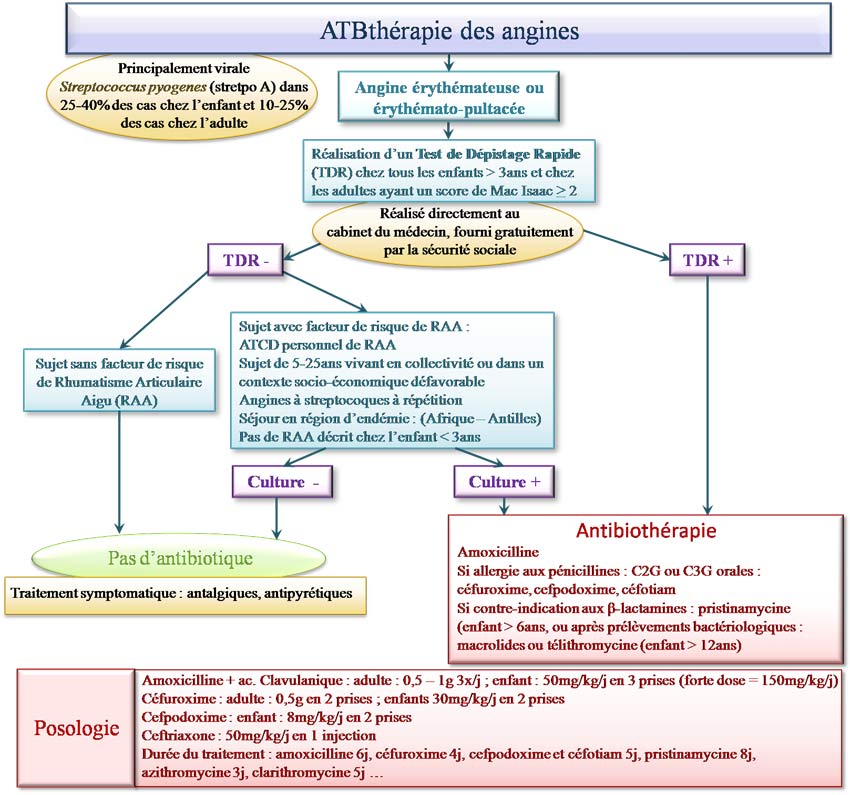 ATBthérapie des angines
Principalement virale
Streptococcus pyogenes (stretpo A) dans
25-40% des cas chez l'enfant et 10-25%
des cas chez l'adulte
Angine érythémateuse ou
érythémato-pultacée
Réalisation d'un Test de Dépistage Rapide
(TDR) chez tous les enfants > 3ans et chez
les adultes ayant un score de Mac Isaac ≥ 2
Réalisé directement au
cabinet du médecin, fourni gratuitement
par la sécurité sociale
TDR -
TDR +
Sujet sans facteur de risque
de Rhumatisme Articulaire
Aigu (RAA)
Sujet avec facteur de risque de RAA :
ATCD personnel de RAA
Sujet de 5-25ans vivant en collectivité ou dans un
contexte socio-économique défavorable
Angines à streptocoques à répétition
Séjour en région d'endémie : (Afrique – Antilles)
Pas de RAA décrit chez l'enfant < 3ans
Culture -
Culture +
Pas d'antibiotique
Traitement symptomatique : antalgiques, antipyrétiques
Antibiothérapie
Amoxicilline
Si allergie aux pénicillines : C2G ou C3G orales :
céfuroxime, cefpodoxime, céfotiam
Si contre-indication aux β-lactamines : pristinamycine
(enfant > 6ans, ou après prélèvements bactériologiques :
macrolides ou télithromycine (enfant > 12ans)
Posologie
Amoxicilline + ac. Clavulanique : adulte : 0,5 – 1g 3x/j ; enfant : 50mg/kg/j en 3 prises (forte dose = 150mg/kg/j)
Céfuroxime : adulte : 0,5g en 2 prises ; enfants 30mg/kg/j en 2 prises
Cefpodoxime : enfant : 8mg/kg/j en 2 prises
Ceftriaxone : 50mg/kg/j en 1 injection
Durée du traitement : amoxicilline 6j, céfuroxime 4j, cefpodoxime et céfotiam 5j, pristinamycine 8j,
azithromycine 3j, clarithromycine 5j …